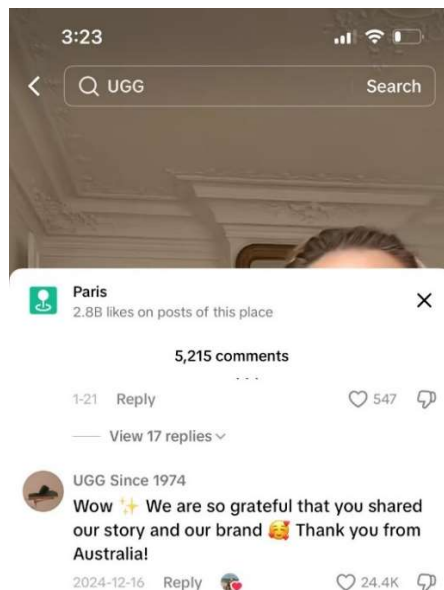 3:23
UGG
Search
Paris
2.8B likes on posts of this place
5,215 comments
1-21 Reply 547
View 17 replies
UGG Since 1974
Wow ✨ We are so grateful that you shared
our story and our brand 🥰 Thank you from
Australia!
2024-12-16 Reply 24.4K